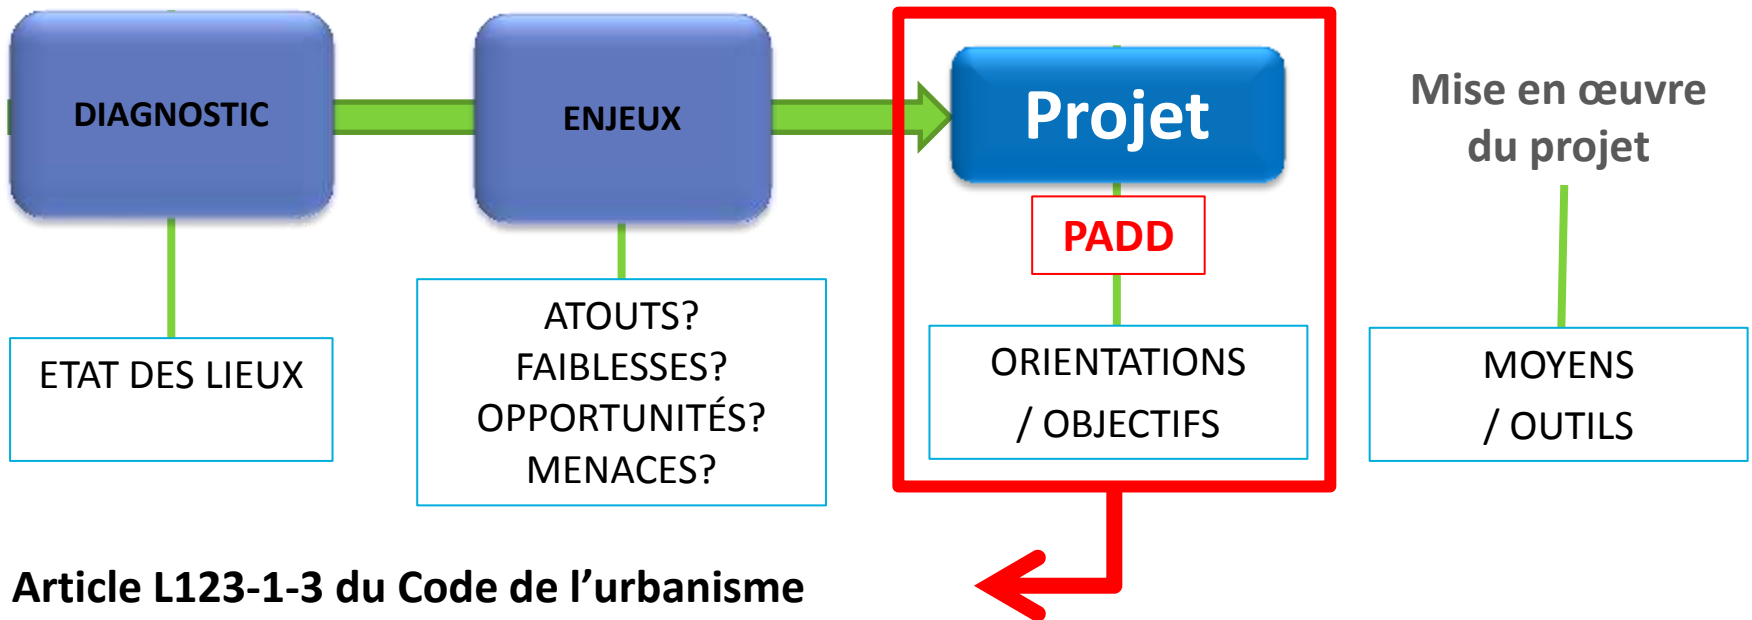 DIAGNOSTIC
ETAT DES LIEUX
ENJEUX
ATOUTS?
FAIBLESSES?
OPPORTUNITÉS?
MENACES?
Projet
PADD
ORIENTATIONS
/ OBJECTIFS
Mise en œuvre
du projet
MOYENS
/ OUTILS
Article L123-1-3 du Code de l’urbanisme